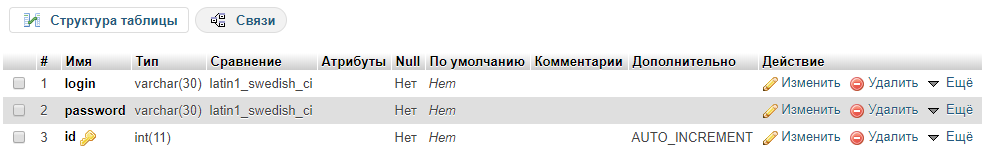 Структура таблицы Связи
# Имя Тип Сравнение Атрибуты Null По умолчанию Комментарии Дополнительно Действие
1 login varchar(30) latin1_swedish_ci Нет Нет Изменить Удалить Ещё
2 password varchar(30) latin1_swedish_ci Нет Нет Изменить Удалить Ещё
3 id int(11) Нет Нет AUTO_INCREMENT Изменить Удалить Ещё